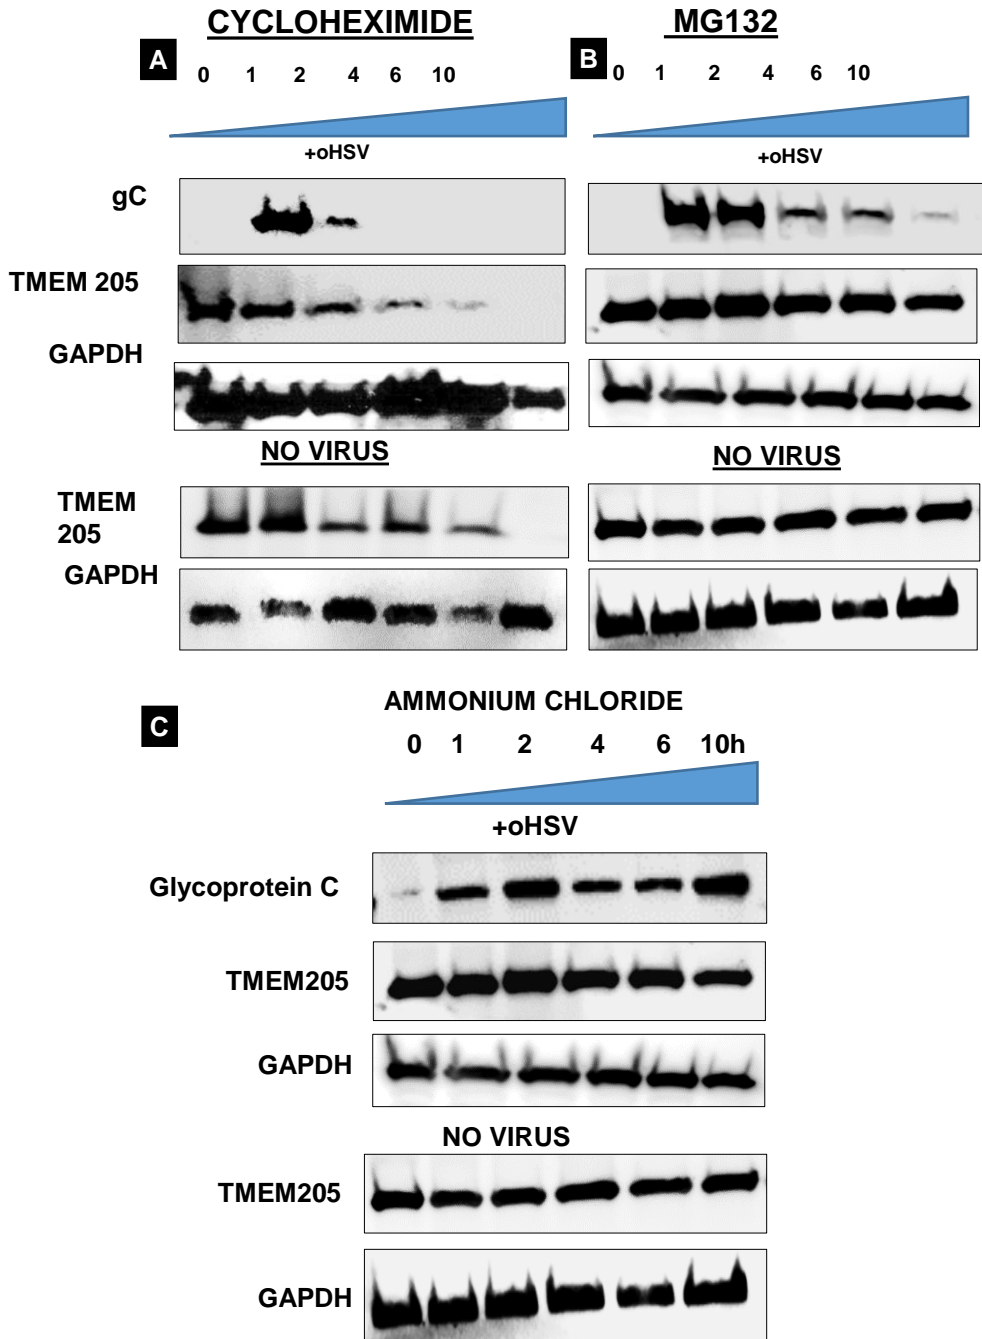 CYCLOHEXIMIDE
MG132
A
0 1 2 4 6 10
B
0 1 2 4 6 10
+oHSV
+oHSV
gC
TMEM 205
GAPDH
NO VIRUS
NO VIRUS
TMEM
205
GAPDH
AMMONIUM CHLORIDE
C
0 1 2 4 6 10h
+oHSV
Glycoprotein C
TMEM205
GAPDH
NO VIRUS
TMEM205
GAPDH